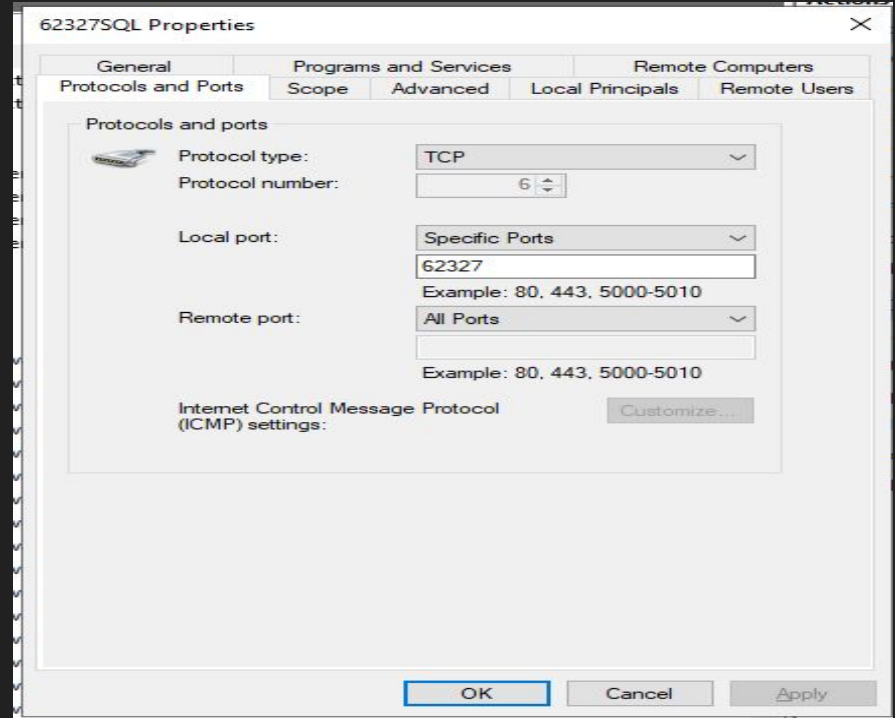 Actions
62327SQL Properties
General
Programs and Services
Remote Computers
Protocols and Ports
Scope
Advanced
Local Principals
Remote Users
Protocols and ports
Protocol type:
TCP
Protocol number:
6
Local port:
Specific Ports
62327
Example: 80, 443, 5000-5010
Remote port:
All Ports
Example: 80, 443, 5000-5010
Internet Control Message Protocol
(ICMP) settings:
Customize...
OK
Cancel
Apply